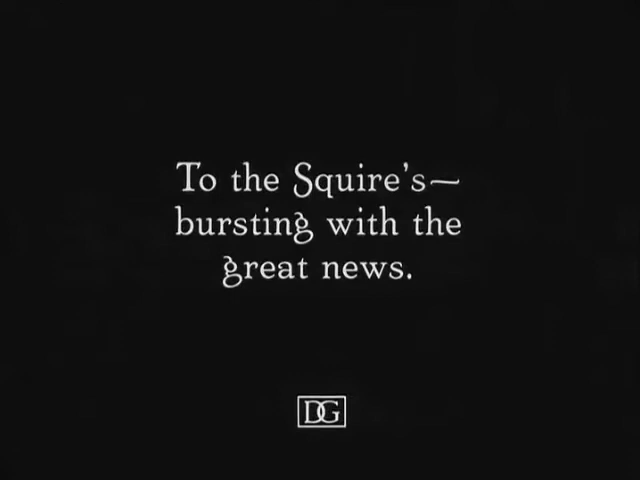 To the Squire's—
bursting with the
great news.
DG